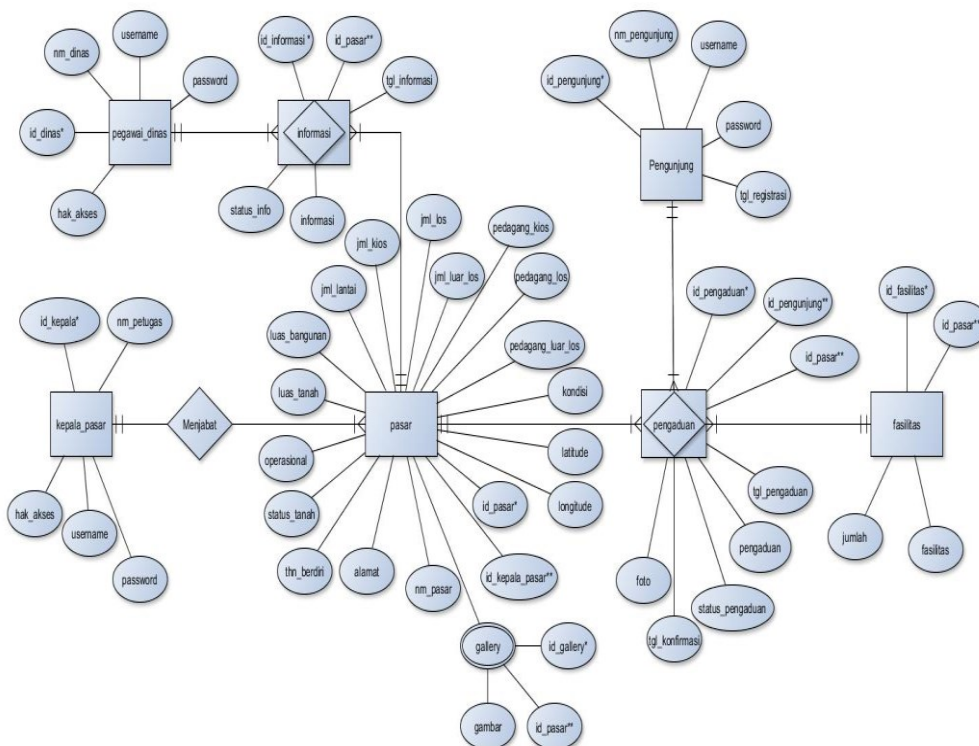 username
nm_dinas
password
id_dinas*
pegawai_dinas
hak_akses
id_informasi *
id_pasar**
tgl_informasi
informasi
status_info
informasi
nm_pengunjung
username
id_pengunjung*
password
Pengunjung
tgl_registrasi
jml_los
pedagang_kios
jml_kios
jml_luar_los
pedagang_los
jml_lantai
luas_bangunan
pedagang_luar_los
luas_tanah
kondisi
operasional
pasar
latitude
status_tanah
id_pasar*
longitude
thn_berdiri
alamat
nm_pasar
id_kepala_pasar**
id_kepala*
nm_petugas
kepala_pasar
Menjabat
hak_akses
username
password
id_pengaduan*
id_pengunjung**
id_pasar**
pengaduan
tgl_pengaduan
pengaduan
foto
status_pengaduan
tgl_konfirmasi
id_fasilitas*
id_pasar**
fasilitas
jumlah
fasilitas
gallery
id_gallery*
gambar
id_pasar**